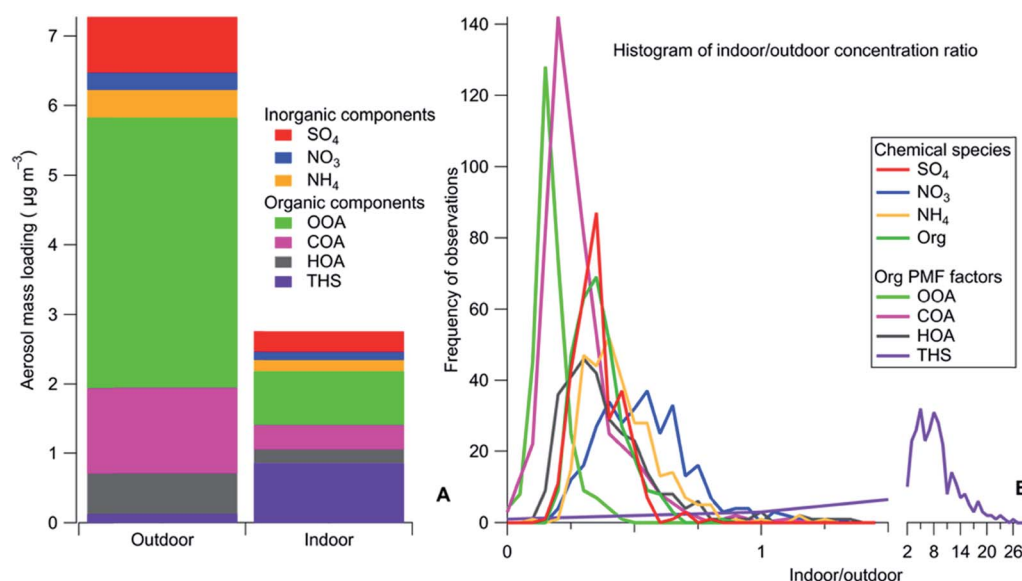 7
6
5
4
3
2
1
0
Aerosol mass loading ( µg m⁻³)
Outdoor
Indoor
Inorganic components
SO₄
NO₃
NH₄
Organic components
OOA
COA
HOA
THS
A
140
120
100
80
60
40
20
0
Frequency of observations
Histogram of indoor/outdoor concentration ratio
Chemical species
SO₄
NO₃
NH₄
Org
Org PMF factors
OOA
COA
HOA
THS
0
1
2 8 14 20 26
Indoor/outdoor